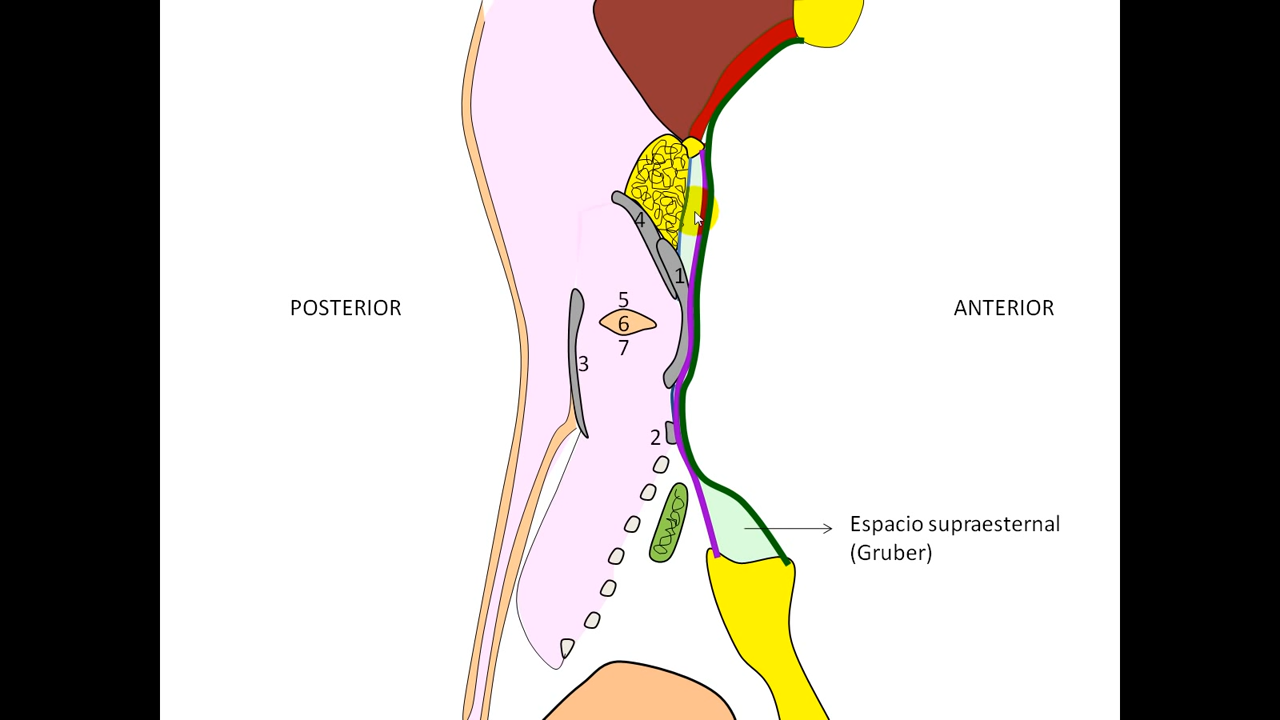 4
1
5
POSTERIOR
6
ANTERIOR
7
3
2
Espacio supraesternal
(Gruber)